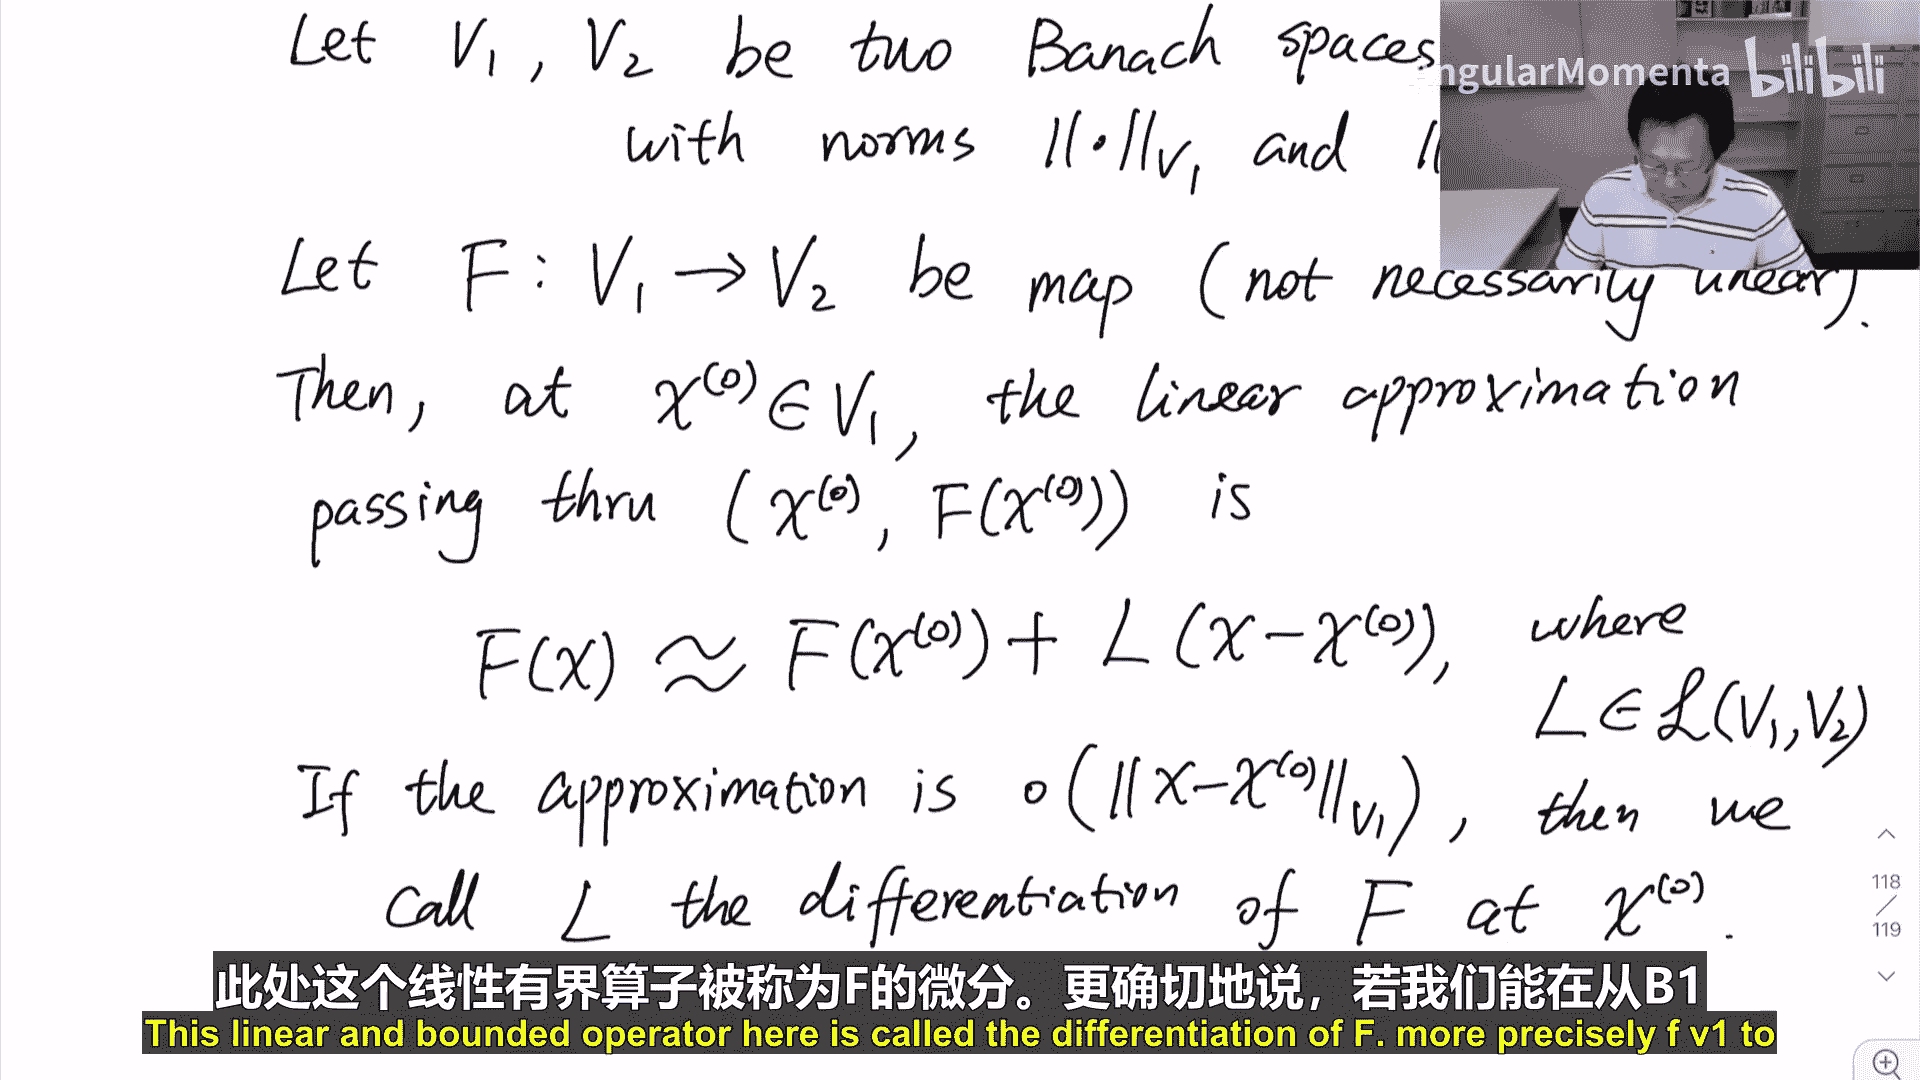 Let V₁, V₂ be two Banach spaces
ngularMomenta bilibili
with norms ||·||_V₁ and ||
Let F : V₁ → V₂ be map (not necessarily linear).
Then, at x⁽⁰⁾ ∈ V₁, the linear approximation
passing thru (x⁽⁰⁾, F(x⁽⁰⁾)) is
F(x) ≈ F(x⁽⁰⁾) + L(x − x⁽⁰⁾), where
L ∈ ℒ(V₁, V₂)
If the approximation is o(||x − x⁽⁰⁾||_V₁), then we
call L the differentiation of F at x⁽⁰⁾.
118
/
119
此处这个线性有界算子被称为F的微分。更确切地说，若我们能在从B1
This linear and bounded operator here is called the differentiation of F. more precisely f v1 to